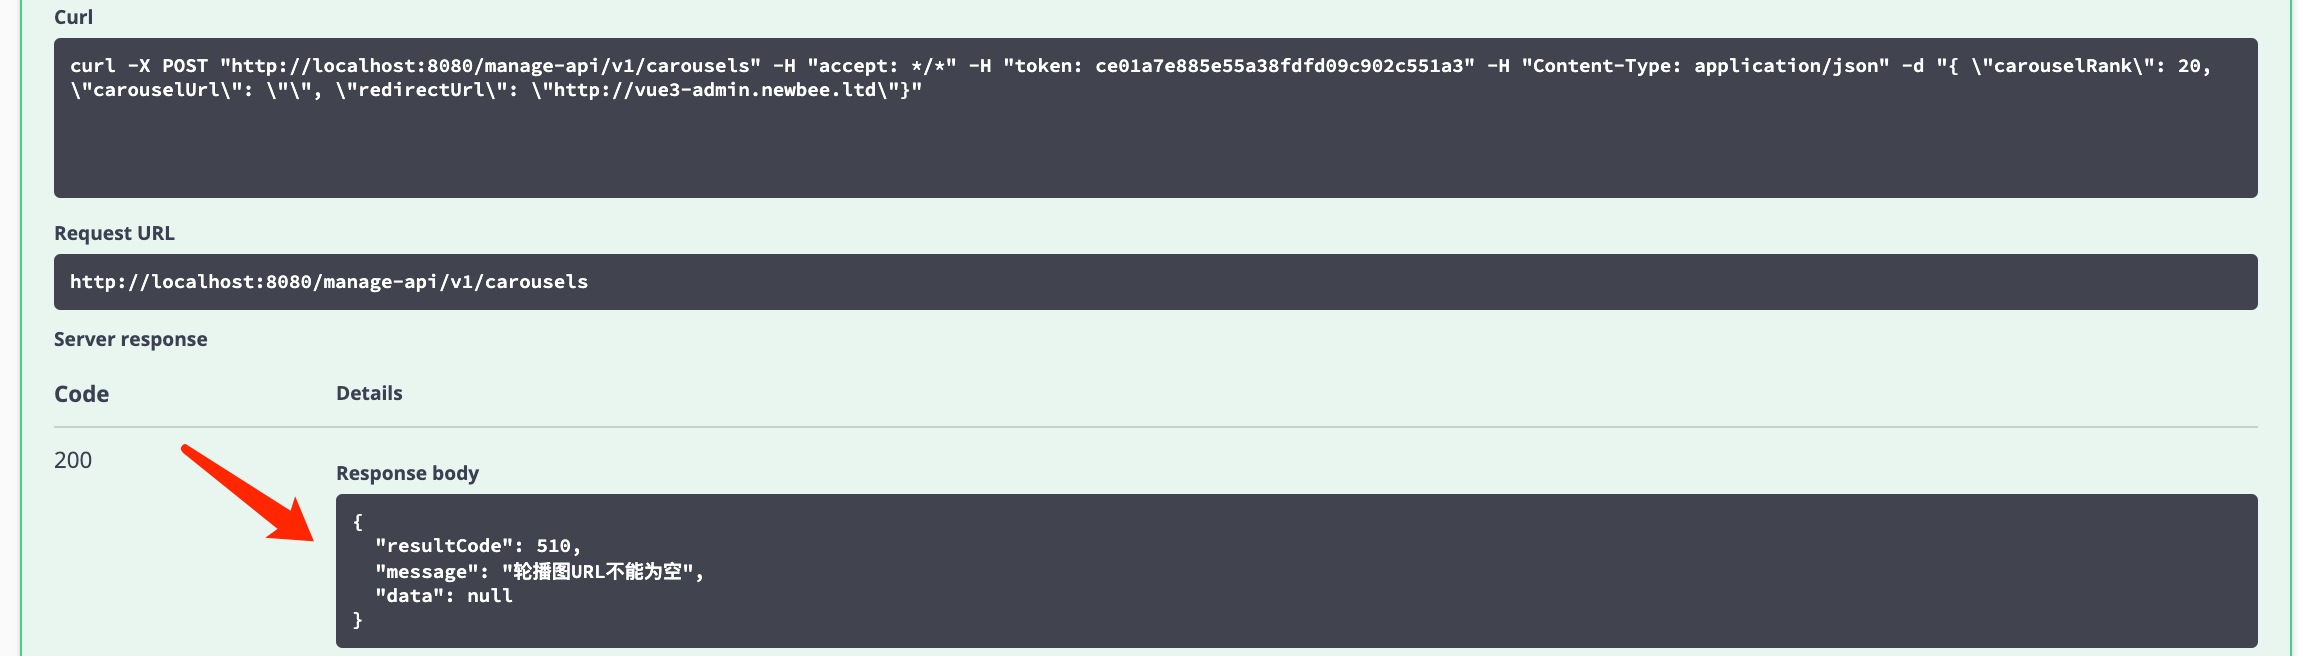 Curl
curl -X POST "http://localhost:8080/manage-api/v1/carousels" -H "accept: */*" -H "token: ce01a7e885e55a38fdfd09c902c551a3" -H "Content-Type: application/json" -d "{ \"carouselRank\": 20,
\"carouselUrl\": \"\", \"redirectUrl\": \"http://vue3-admin.newbee.ltd\"}"
Request URL
http://localhost:8080/manage-api/v1/carousels
Server response
Code Details
200
Response body
{
"resultCode": 510,
"message": "轮播图URL不能为空",
"data": null
}